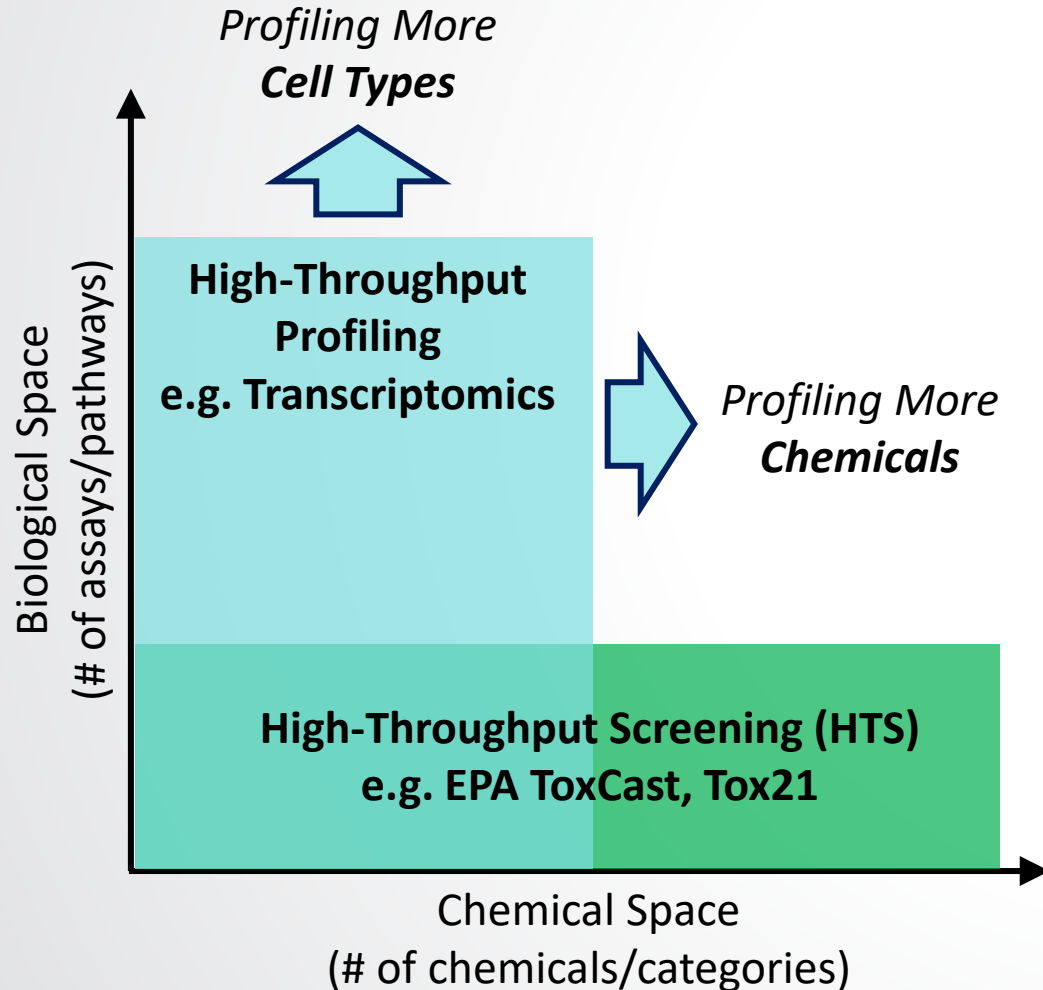 Profiling More
Cell Types
High-Throughput
Profiling
e.g. Transcriptomics
Profiling More
Chemicals
Biological Space
(# of assays/pathways)
High-Throughput Screening (HTS)
e.g. EPA ToxCast, Tox21
Chemical Space
(# of chemicals/categories)